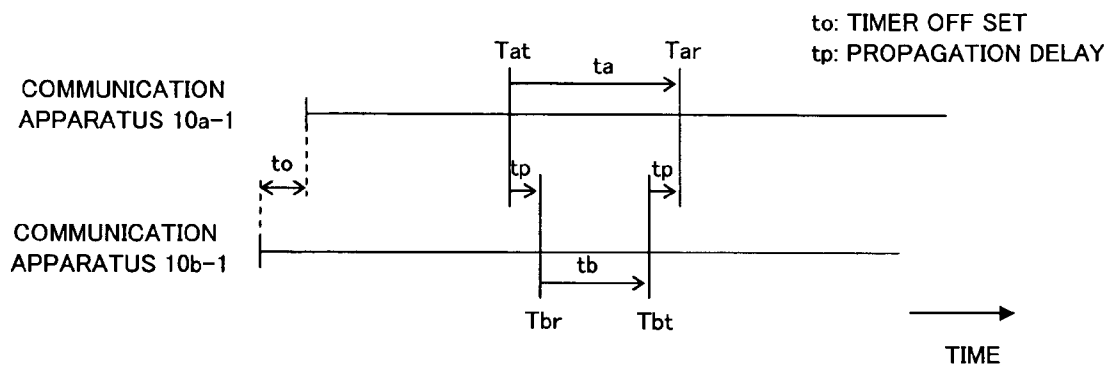 to: TIMER OFF SET
tp: PROPAGATION DELAY
Tat
Tar
ta
COMMUNICATION
APPARATUS 10a-1
to
tp
tp
COMMUNICATION
APPARATUS 10b-1
tb
Tbr
Tbt
TIME